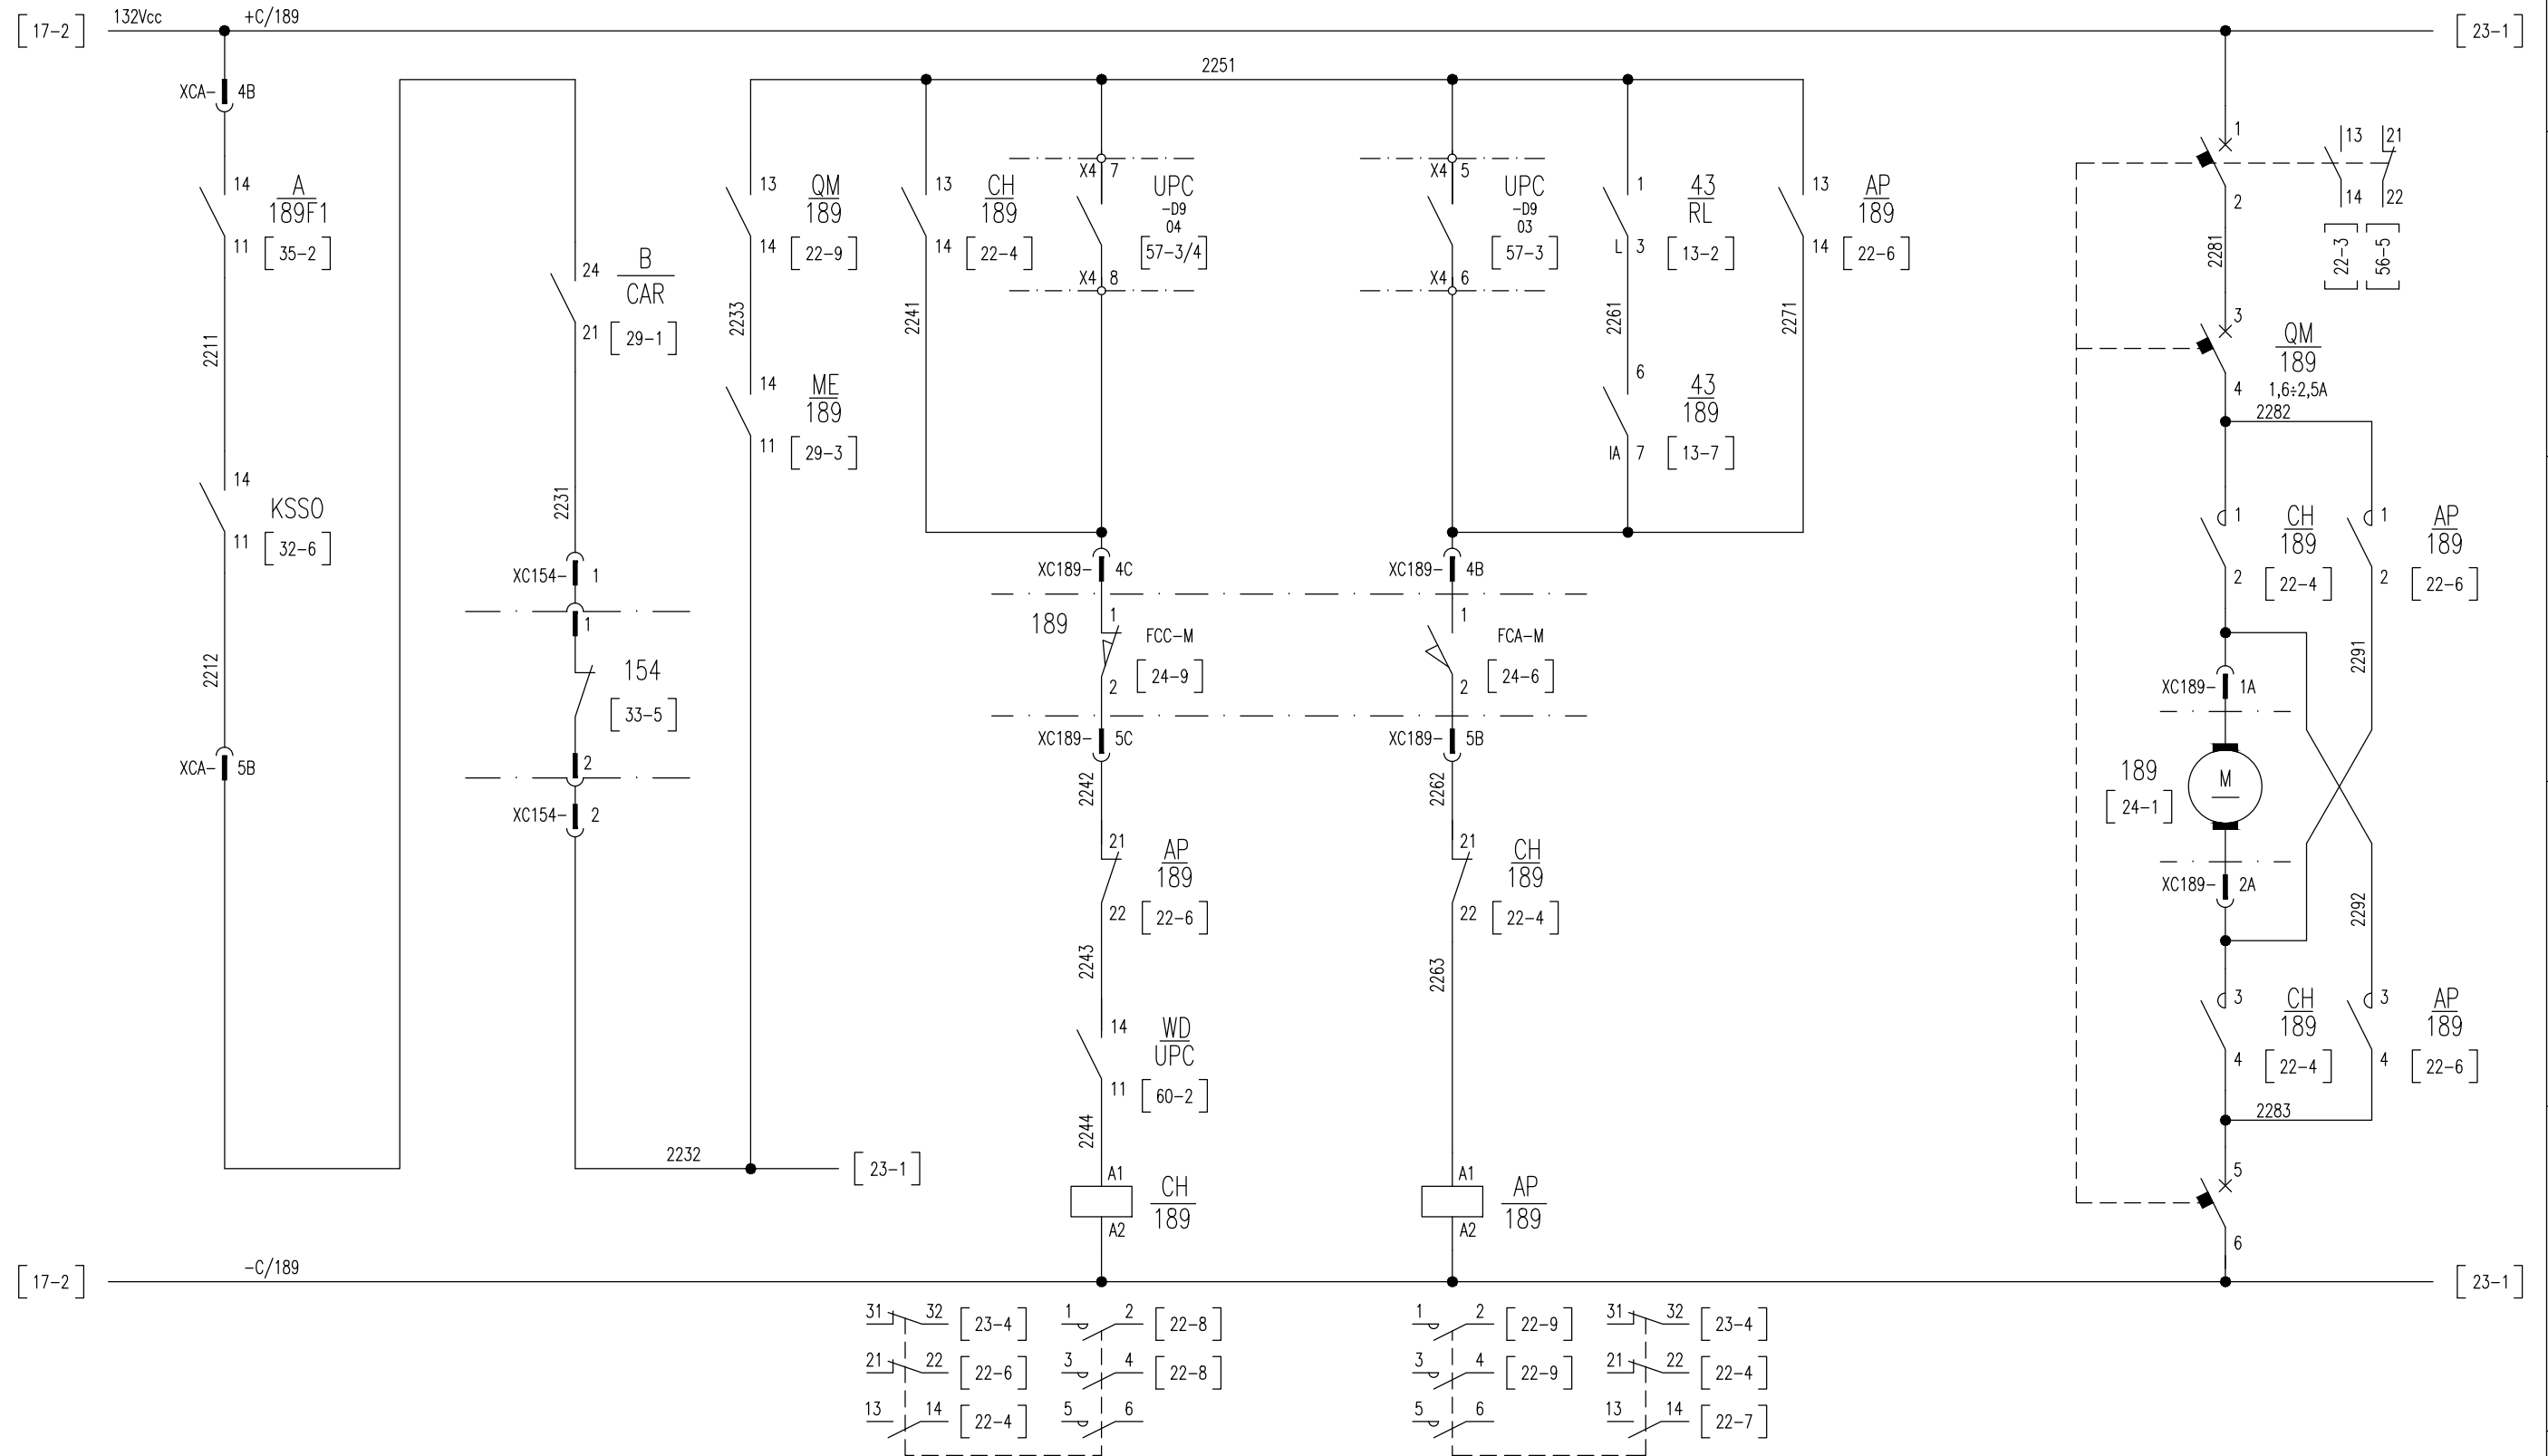 17-2
132Vcc
+C/189
23-1
2251
XCA- 4B
14
11
A
189F1
35-2
2211
14
11
KSSO
32-6
2212
XCA- 5B
24
21
B
CAR
29-1
2231
XC154- 1
1
154
33-5
2
XC154- 2
2232
23-1
13
14
QM
189
22-9
2233
14
11
ME
189
29-3
13
14
CH
189
22-4
2241
X4 7
UPC
-D9
04
57-3/4
X4 8
X4 5
UPC
-D9
03
57-3
X4 6
1
L 3
43
RL
13-2
2261
6
IA 7
43
189
13-7
13
14
AP
189
22-6
2271
XC189- 4C
189
1
2
FCC-M
24-9
XC189- 5C
2242
21
22
AP
189
22-6
2243
14
11
WD
UPC
60-2
2244
A1
A2
CH
189
XC189- 4B
1
2
FCA-M
24-6
XC189- 5B
2262
21
22
CH
189
22-4
2263
A1
A2
AP
189
1
2
13
14
21
22
22-3
56-5
2281
3
4
QM
189
1,6÷2,5A
2282
1
2
CH
189
22-4
1
2
AP
189
22-6
2291
XC189- 1A
189
24-1
M
XC189- 2A
2292
3
4
CH
189
22-4
3
4
AP
189
22-6
2283
5
6
17-2
-C/189
23-1
31 32 23-4
1 2 22-8
1 2 22-9
31 32 23-4
21 22 22-6
3 4 22-8
3 4 22-9
21 22 22-4
13 14 22-4
5 6
5 6
13 14 22-7